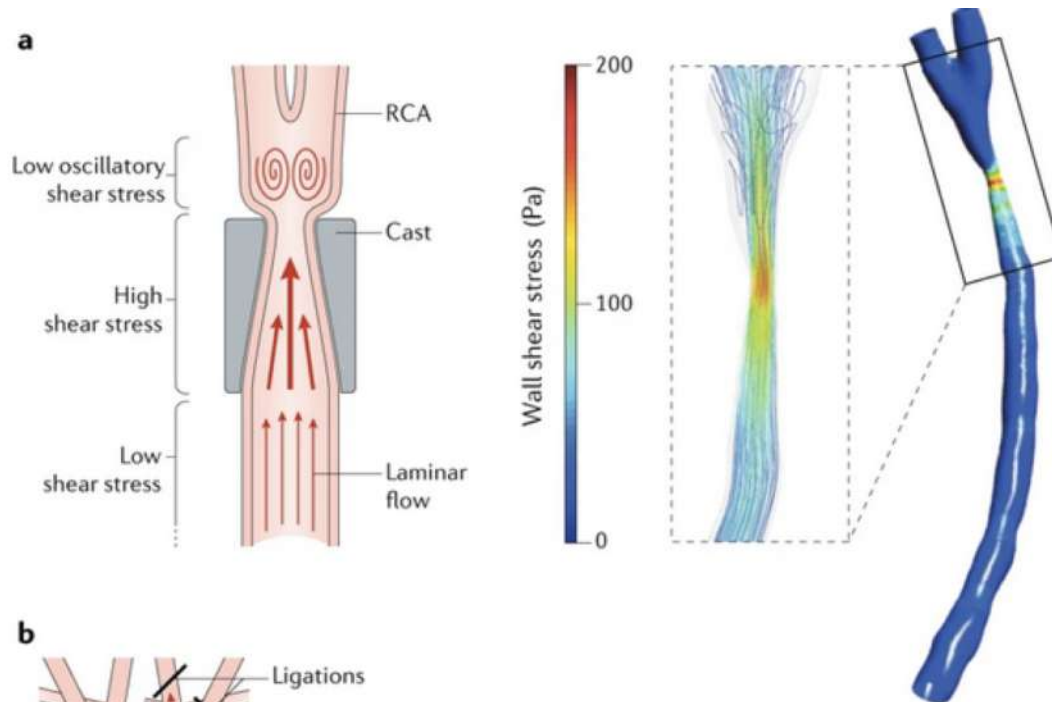 a
RCA
Low oscillatory
shear stress
Cast
High
shear stress
Low
shear stress
Laminar
flow
Wall shear stress (Pa)
200
100
0
b
Ligations